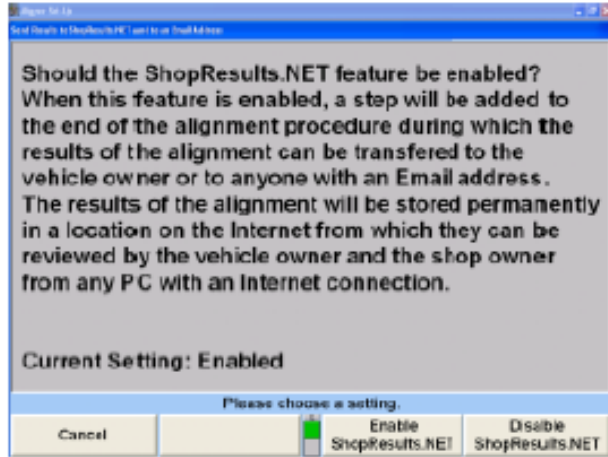 Should the ShopResults.NET feature be enabled?
When this feature is enabled, a step will be added to
the end of the alignment procedure during which the
results of the alignment can be transfered to the
vehicle owner or to anyone with an Email address.
The results of the alignment will be stored permanently
in a location on the Internet from which they can be
reviewed by the vehicle owner and the shop owner
from any PC with an Internet connection.
Current Setting: Enabled
Please choose a setting.
Cancel
Enable
ShopResults.NET
Disable
ShopResults.NET